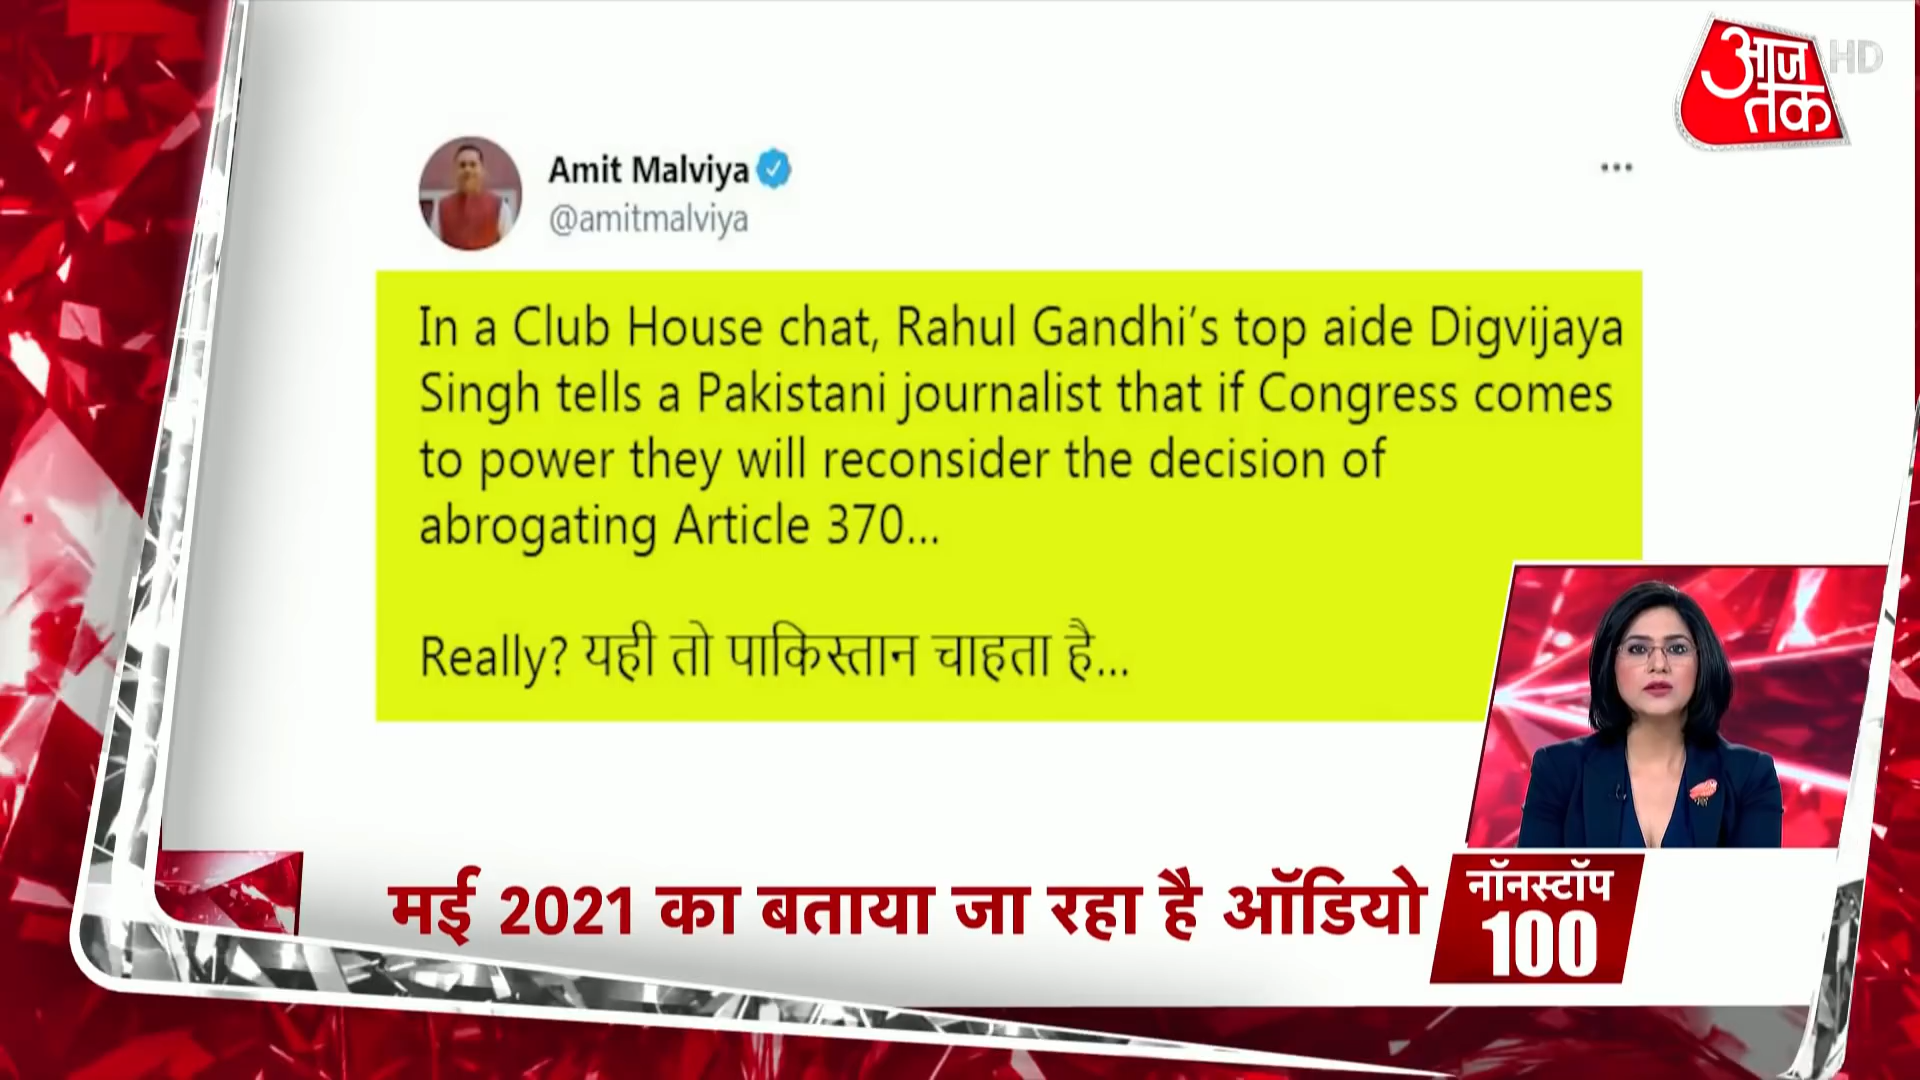 आज तक HD
Amit Malviya
@amitmalviya
In a Club House chat, Rahul Gandhi's top aide Digvijaya
Singh tells a Pakistani journalist that if Congress comes
to power they will reconsider the decision of
abrogating Article 370...
Really? यही तो पाकिस्तान चाहता है...
मई 2021 का बताया जा रहा है ऑडियो
नॉनस्टॉप
100